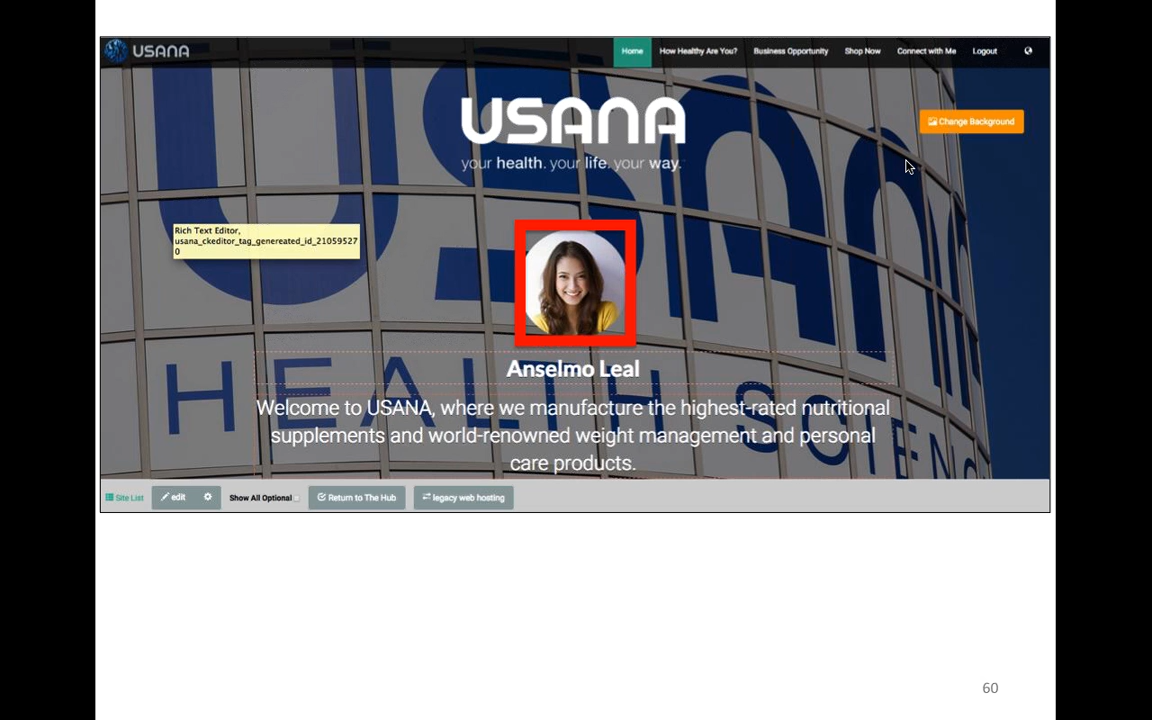 USANA
Home How Healthy Are You? Business Opportunity Shop Now Connect with Me Logout
USANA
your health. your life. your way.
Change Background
USANA
Rich Text Editor,
usana_ckeditor_tag_genereated_id_21059527
0
HEALTH SCIENC
Anselmo Leal
Welcome to USANA, where we manufacture the highest-rated nutritional
supplements and world-renowned weight management and personal
care products.
Site List edit Show All Optional Return to The Hub legacy web hosting
60